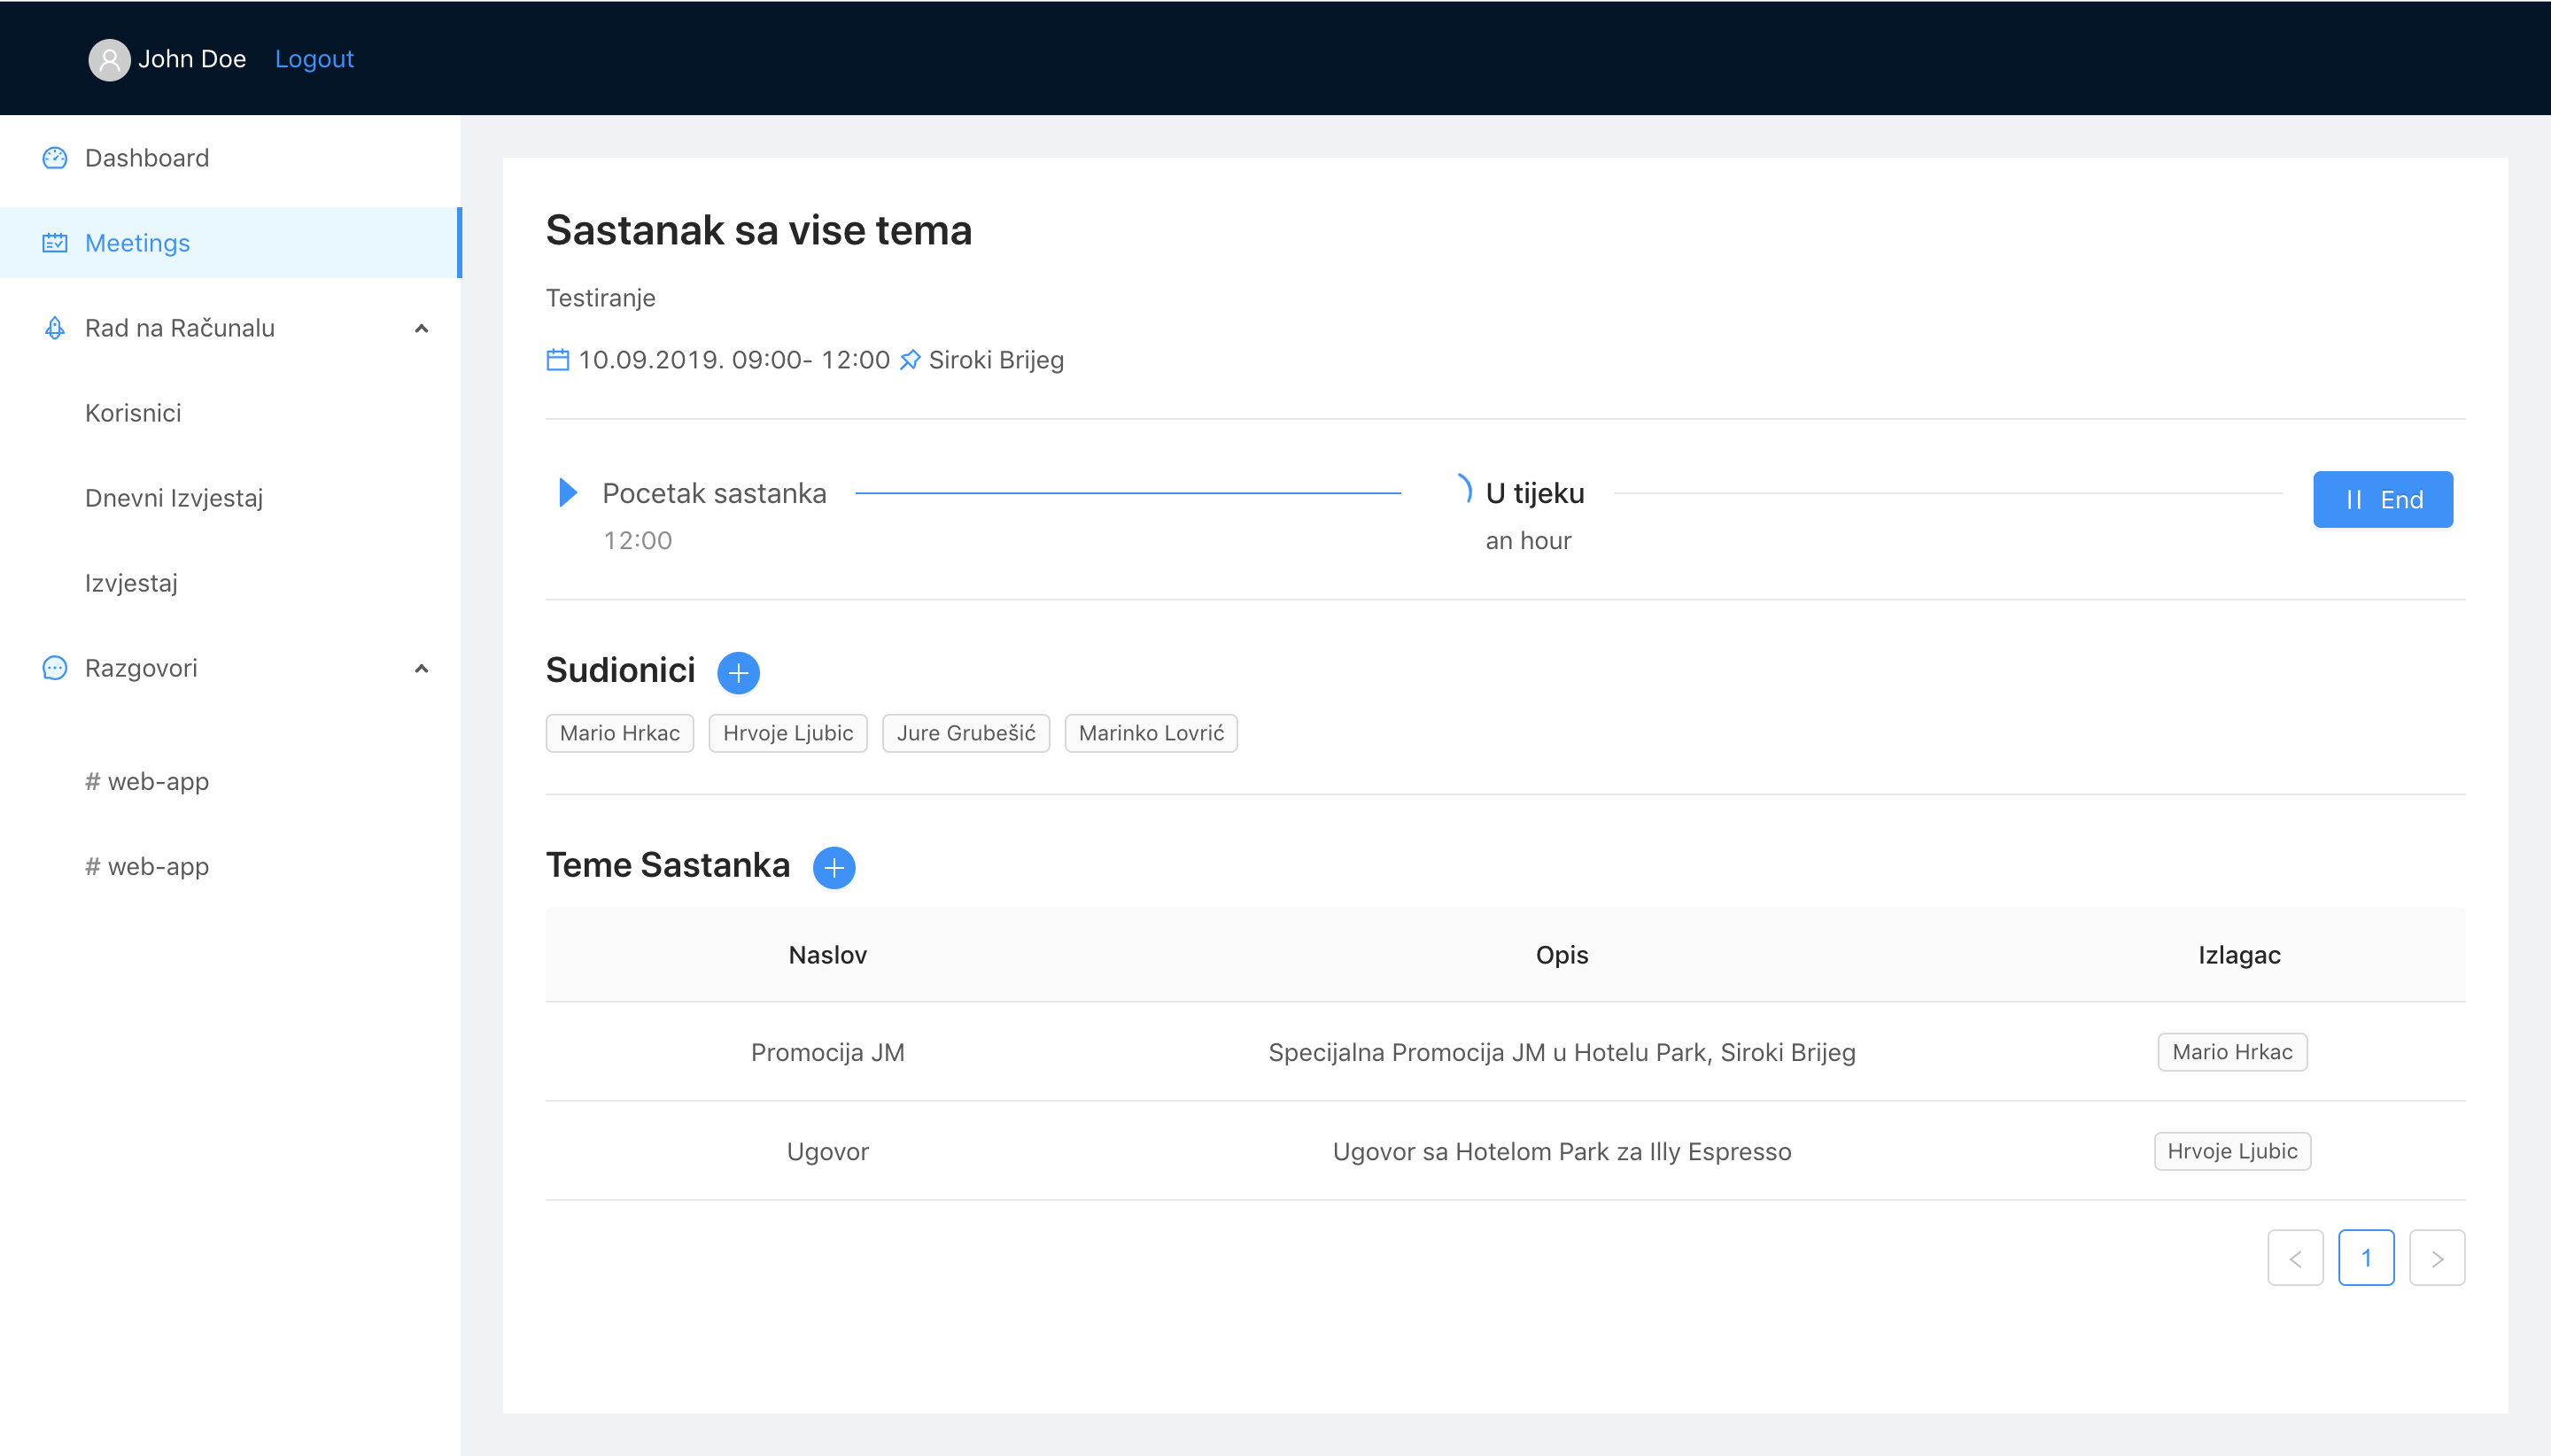 John Doe Logout
Dashboard
Meetings
Rad na Računalu
Korisnici
Dnevni Izvjestaj
Izvjestaj
Razgovori
# web-app
# web-app
Sastanak sa vise tema
Testiranje
10.09.2019. 09:00- 12:00 Siroki Brijeg
Pocetak sastanka U tijeku End
12:00 an hour
Sudionici
Mario Hrkac Hrvoje Ljubic Jure Grubešić Marinko Lovrić
Teme Sastanka
Naslov Opis Izlagac
Promocija JM Specijalna Promocija JM u Hotelu Park, Siroki Brijeg Mario Hrkac
Ugovor Ugovor sa Hotelom Park za Illy Espresso Hrvoje Ljubic
1